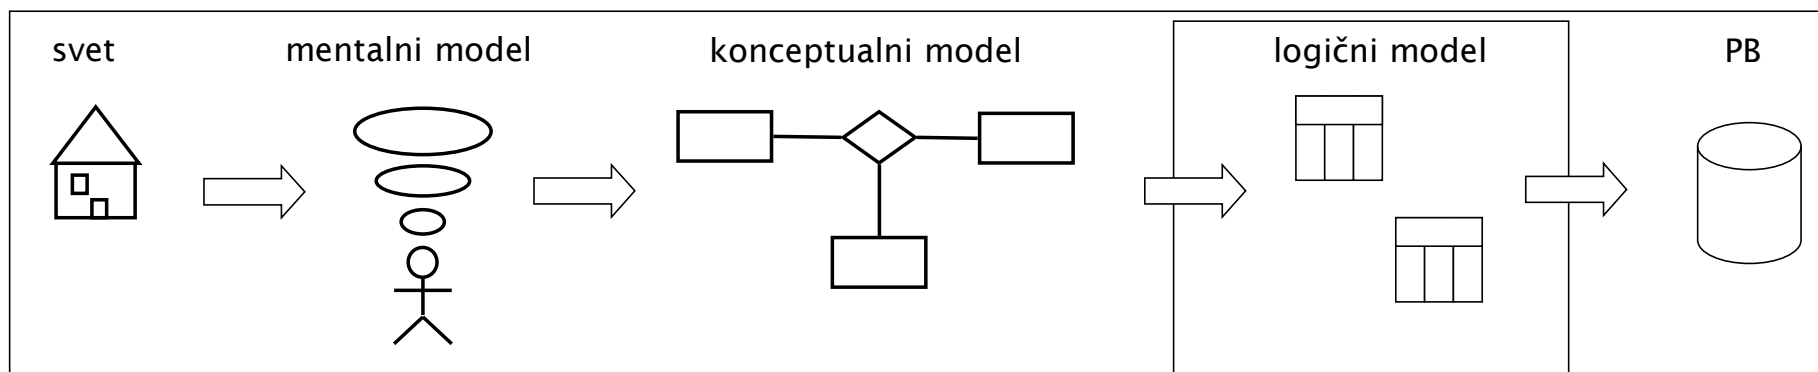 svet
mentalni model
konceptualni model
logični model
PB